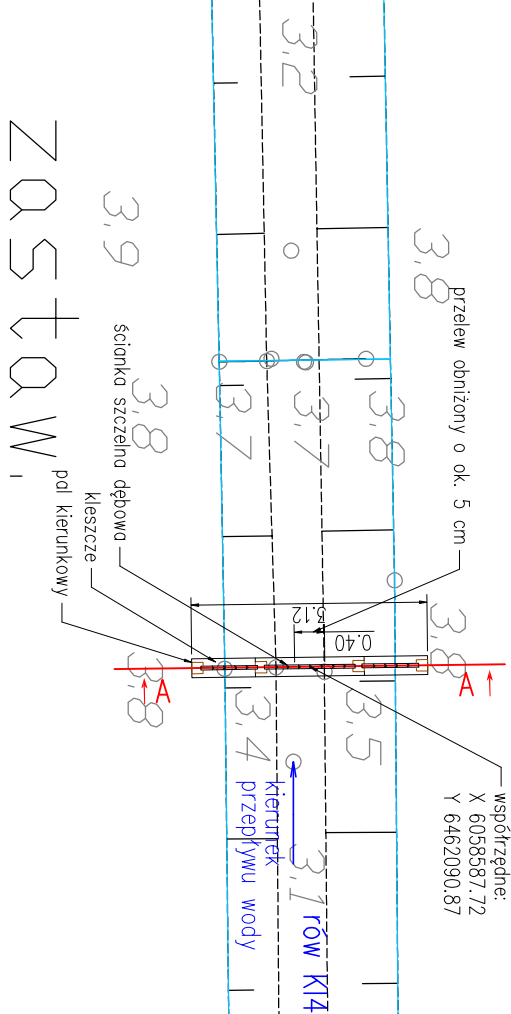 3,2
3,9
3,8
przelew obniżony o ok. 5 cm
zastaw.
ścianka szczelna dębowa
kleszcze
pal kierunkowy
3,8
3,7
3,7
3,8
3.12
0.40
3,8
A
A
3,8
3,4
3,5
współrzędne:
X 6058587.72
Y 6462090.87
kierunek
przepływu wody
3,1
rów KI4